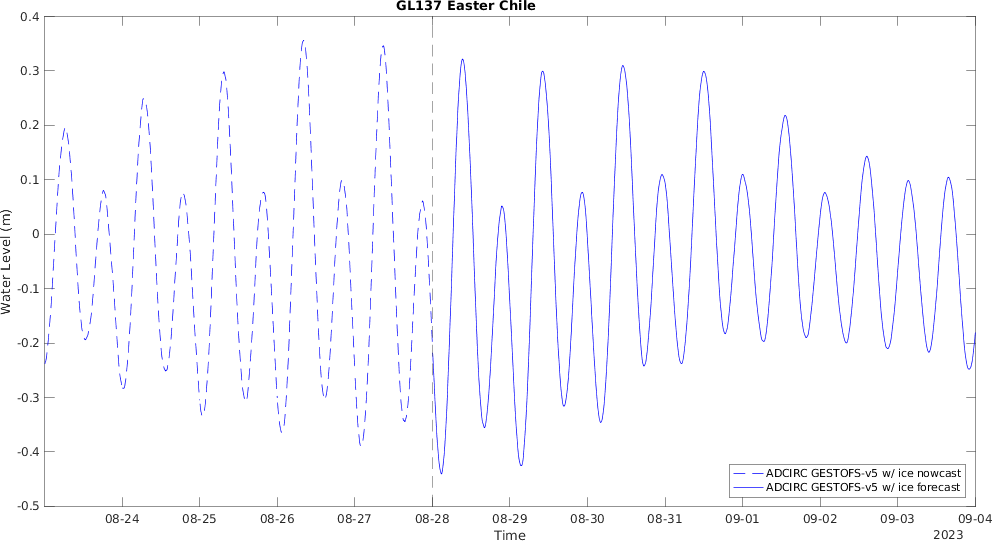 GL137 Easter Chile
0.4
0.3
0.2
0.1
0
-0.1
-0.2
-0.3
-0.4
-0.5
Water Level (m)
ADCIRC GESTOFS-v5 w/ ice nowcast
ADCIRC GESTOFS-v5 w/ ice forecast
08-24 08-25 08-26 08-27 08-28 08-29 08-30 08-31 09-01 09-02 09-03 09-04
Time
2023